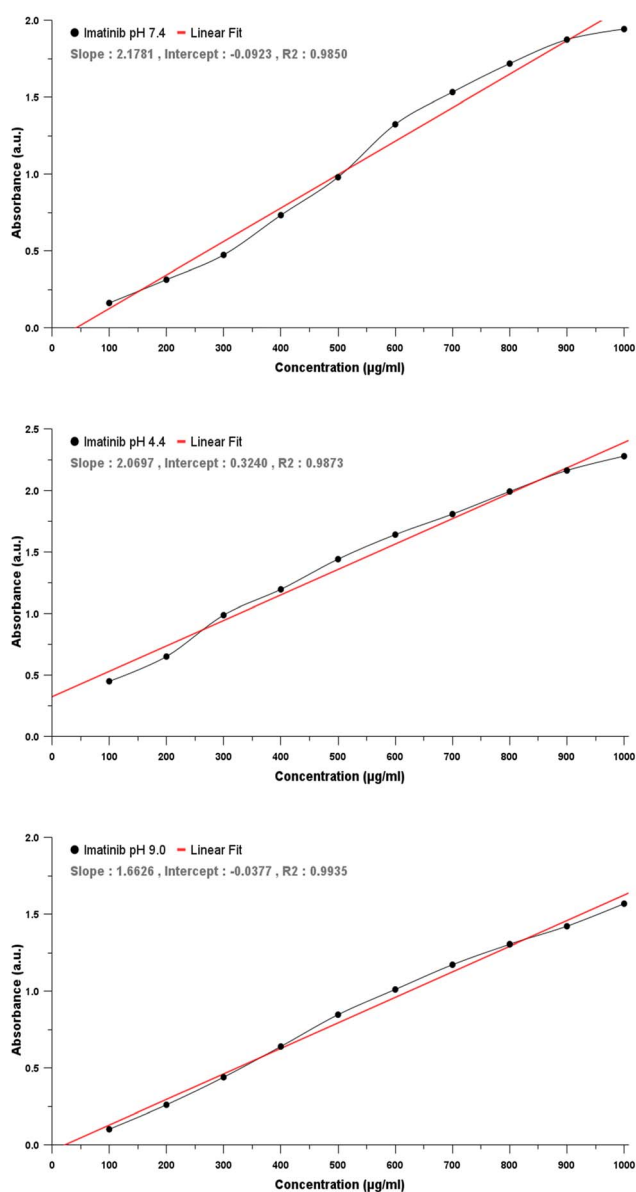 Imatinib pH 7.4 Linear Fit
Slope : 2.1781 , Intercept : -0.0923 , R2 : 0.9850
2.0
1.5
1.0
0.5
0.0
Absorbance (a.u.)
0 100 200 300 400 500 600 700 800 900 1000
Concentration (µg/ml)
Imatinib pH 4.4 Linear Fit
Slope : 2.0697 , Intercept : 0.3240 , R2 : 0.9873
2.5
2.0
1.5
1.0
0.5
0.0
Absorbance (a.u.)
0 100 200 300 400 500 600 700 800 900 1000
Concentration (µg/ml)
Imatinib pH 9.0 Linear Fit
Slope : 1.6626 , Intercept : -0.0377 , R2 : 0.9935
2.0
1.5
1.0
0.5
0.0
Absorbance (a.u.)
0 100 200 300 400 500 600 700 800 900 1000
Concentration (µg/ml)